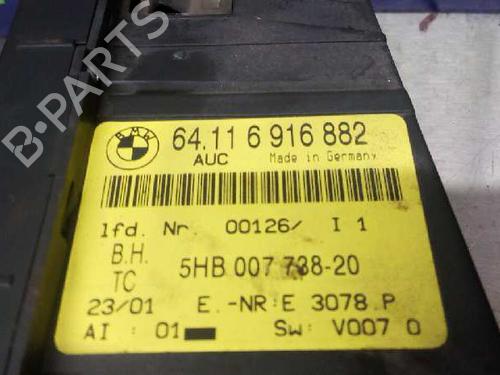 B-PARTS
BMW
64.11 6 916 882
AUC Made in Germany
lfd. Nr. 00126/ I 1
B.H.
TC 5HB 007 738-20
23/01 E.-NR:E 3078 P
AI : 01 Sw: V007 0